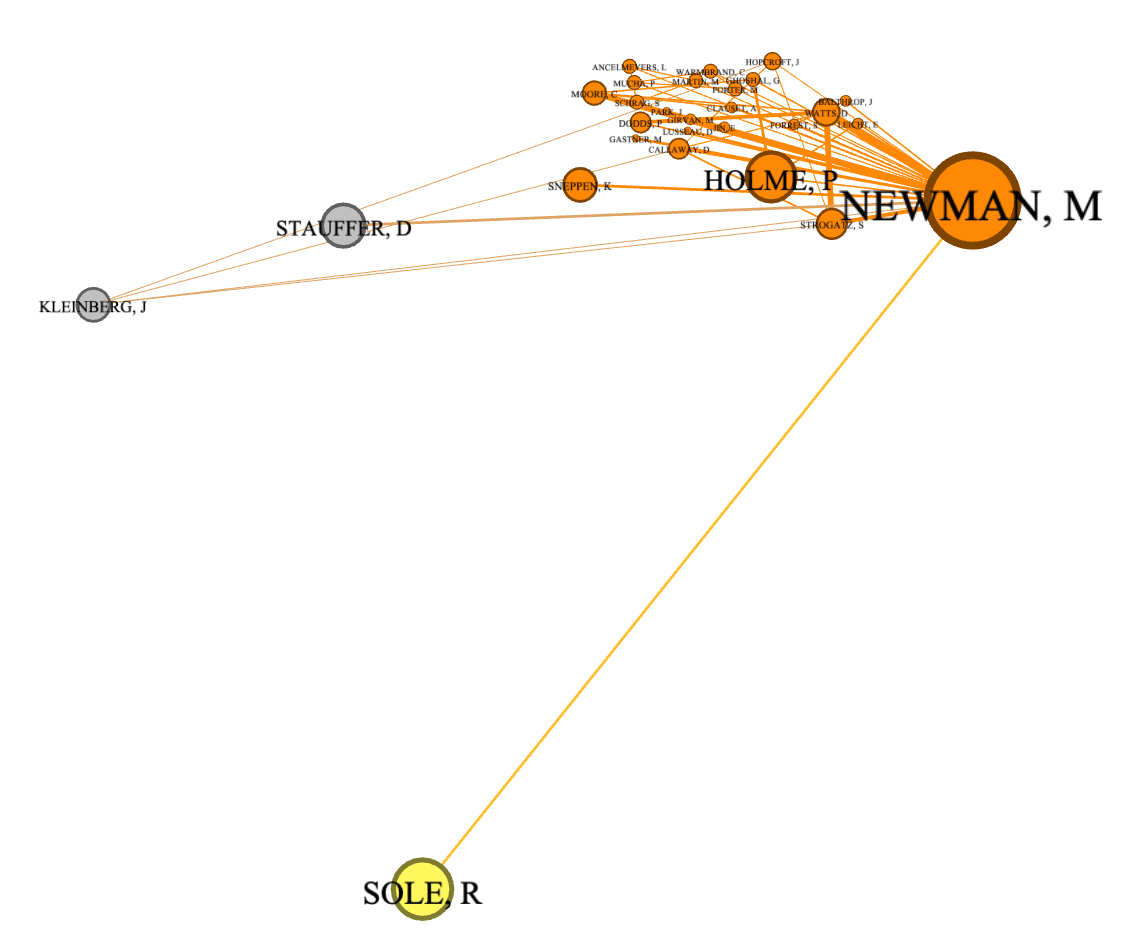 HOPCROFT, J
ANCELMEYERS, L
WARMBRAND, C
MARTIN, M
GHOSHAL, G
MUCHA, P
PORTER, M
MOORE, C
SCHRAG, S
BALTHROP, J
CLAUSET, A
PARK, J
WATTS, D
GIRVAN, M
DODDS, P
FORREST, S
LEICHT, E
JIN, E
LUSSEAU, D
GASTNER, M
CALLAWAY, D
HOLME, P
SNEPPEN, K
NEWMAN, M
STROGATZ, S
STAUFFER, D
KLEINBERG, J
SOLE, R